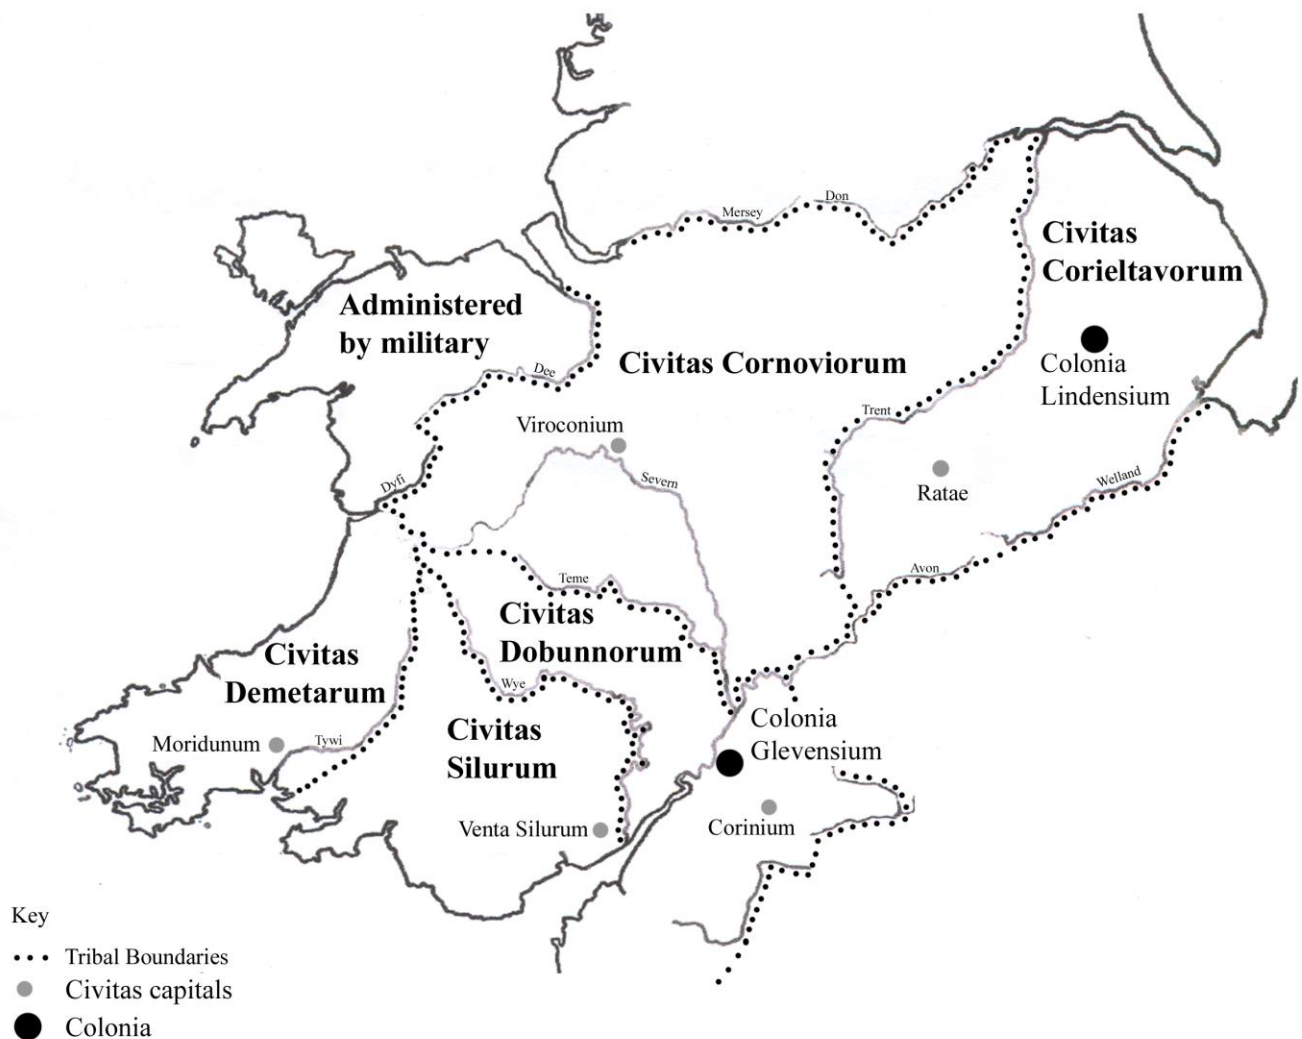 Don
Mersey
Civitas
Corieltavorum
Administered
by military
Colonia
Lindensium
Civitas Cornoviorum
Dee
Trent
Viroconium
Severn
Ratae
Welland
Dyfi
Avon
Teme
Civitas
Dobunnorum
Civitas
Demetarum
Wye
Civitas
Silurum
Colonia
Glevensium
Moridunum
Tywi
Venta Silurum
Corinium
Key
Tribal Boundaries
Civitas capitals
Colonia